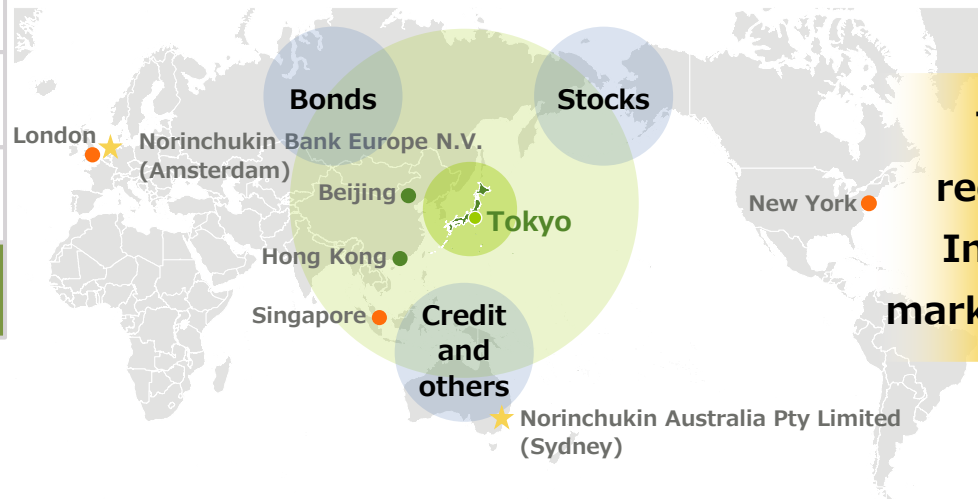 Bonds
Stocks
London
Norinchukin Bank Europe N.V.
(Amsterdam)
Beijing
Tokyo
New York
Hong Kong
Singapore
Credit
and
others
Norinchukin Australia Pty Limited
(Sydney)